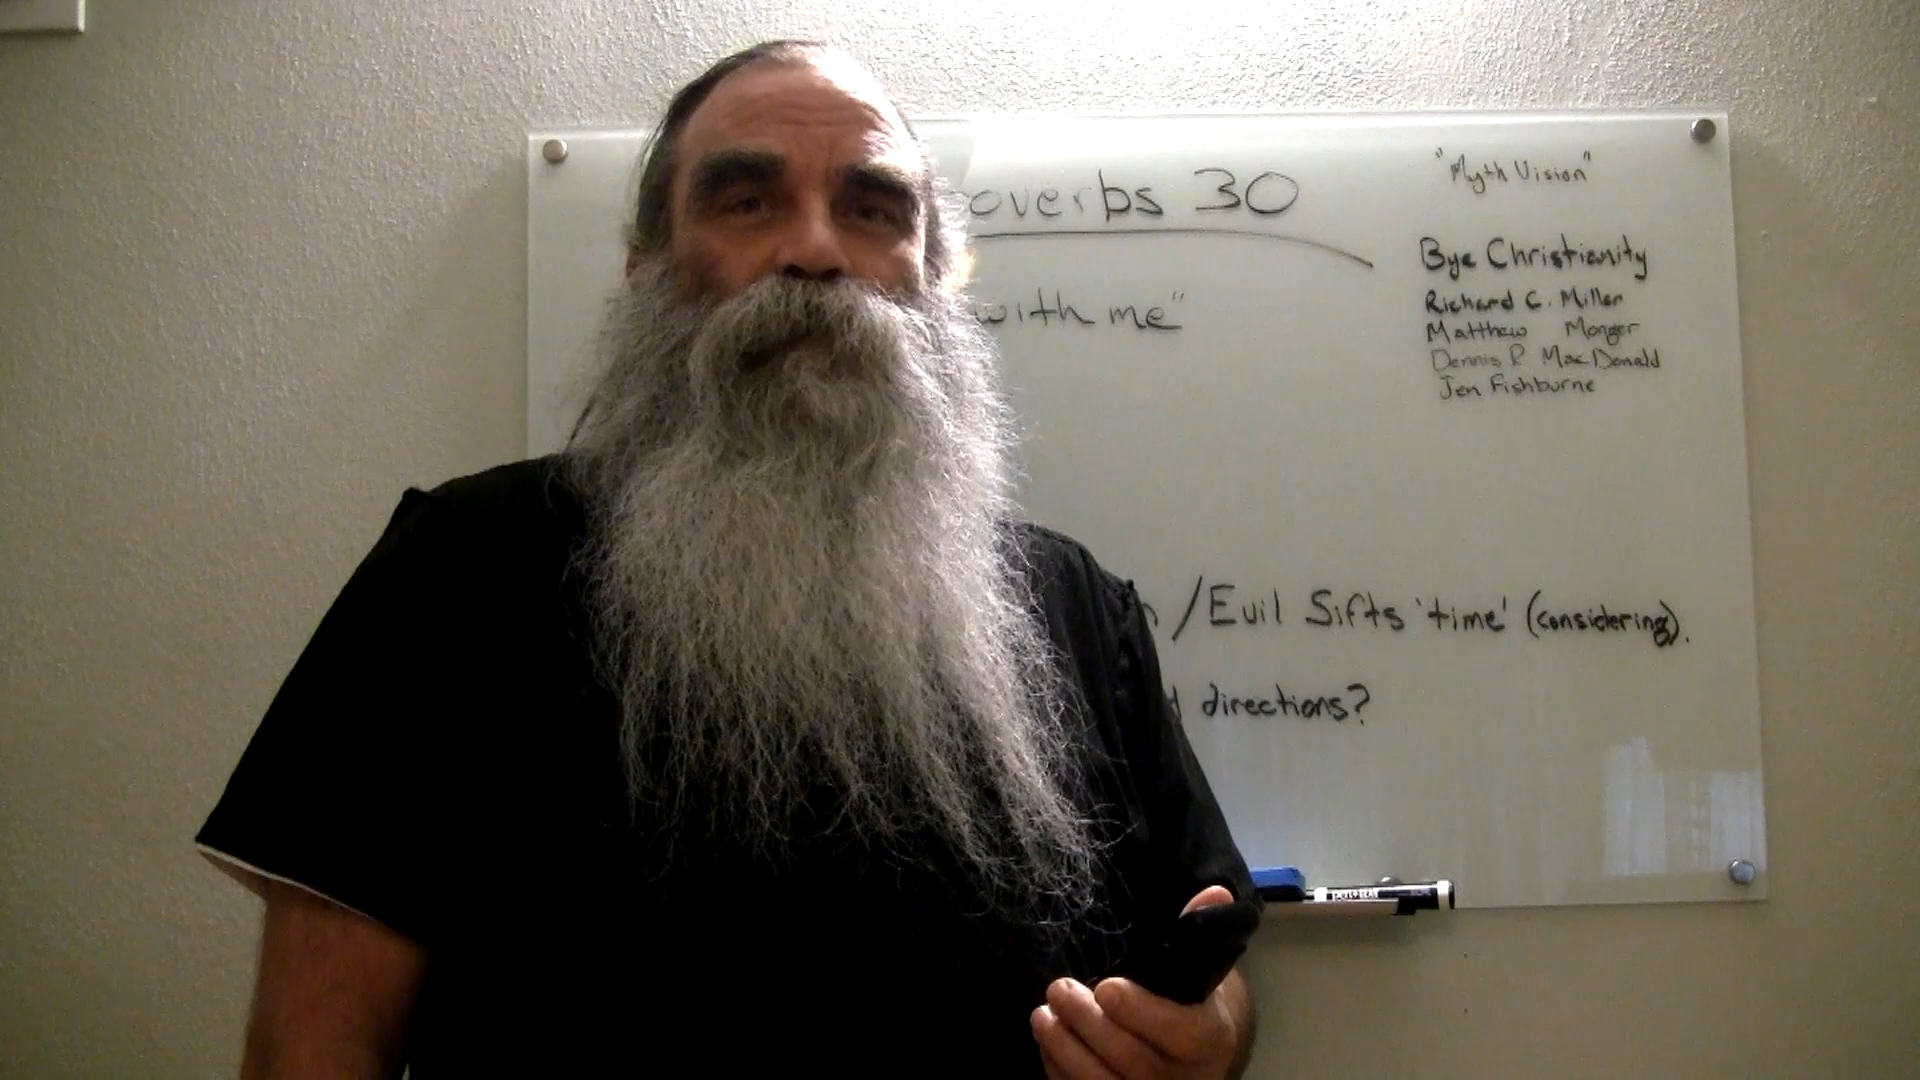 overbs 30
"Myth Vision"
Bye Christianity
with me"
Richard C. Miller
Matthew Monger
Dennis R MacDonald
Jen Fishburne
/Evil Sifts 'time' (considering).
directions?